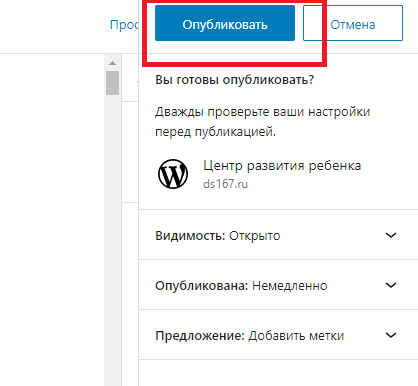 Прос
Опубликовать
Отмена
Вы готовы опубликовать?
Дважды проверьте ваши настройки
перед публикацией.
Центр развития ребенка
ds167.ru
Видимость: Открыто
Опубликована: Немедленно
Предложение: Добавить метки